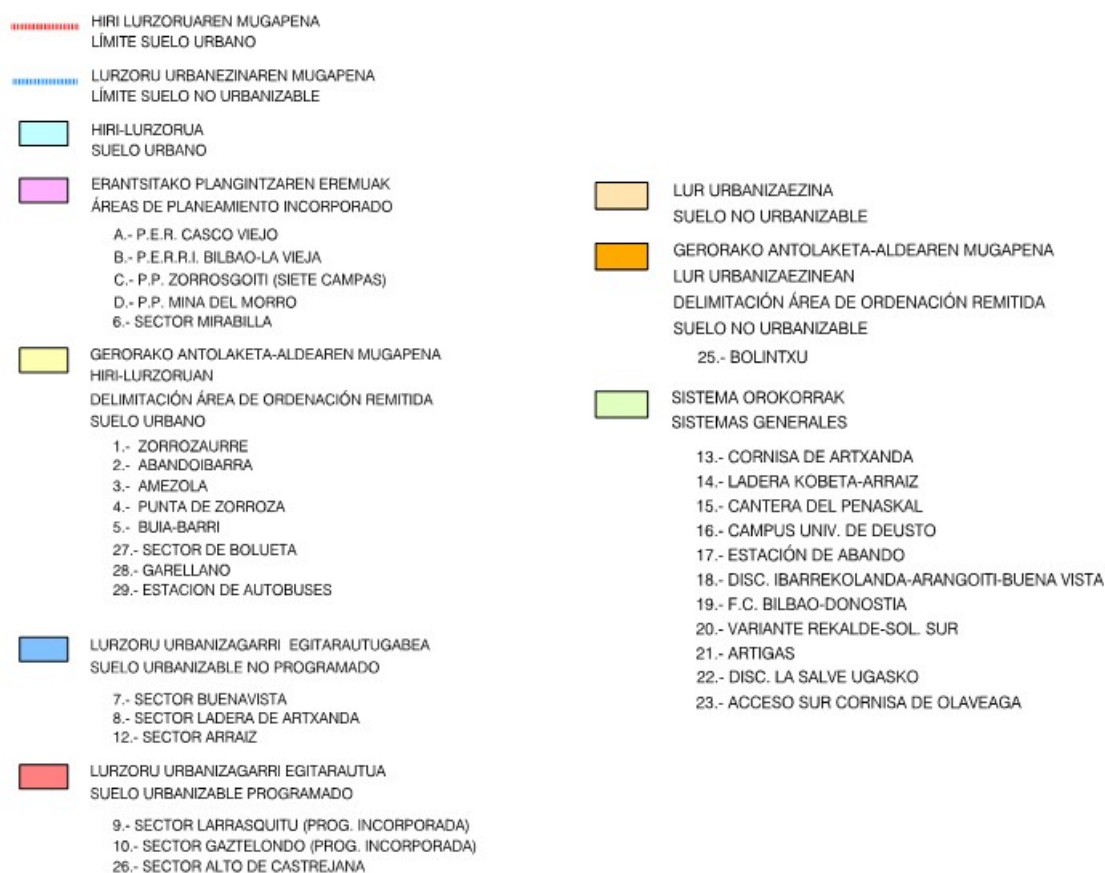 HIRI LURZORUAREN MUGAPENA
LÍMITE SUELO URBANO
LURZORU URBANEZINAREN MUGAPENA
LÍMITE SUELO NO URBANIZABLE
HIRI-LURZORUA
SUELO URBANO
ERANTSITAKO PLANGINTZAREN EREMUAK
ÁREAS DE PLANEAMIENTO INCORPORADO
A.- P.E.R. CASCO VIEJO
B.- P.E.R.R.I. BILBAO-LA VIEJA
C.- P.P. ZORROSGOITI (SIETE CAMPAS)
D.- P.P. MINA DEL MORRO
6.- SECTOR MIRABILLA
GERORAKO ANTOLAKETA-ALDEAREN MUGAPENA
HIRI-LURZORUAN
DELIMITACIÓN ÁREA DE ORDENACIÓN REMITIDA
SUELO URBANO
1.- ZORROZAURRE
2.- ABANDOIBARRA
3.- AMEZOLA
4.- PUNTA DE ZORROZA
5.- BUIA-BARRI
27.- SECTOR DE BOLUETA
28.- GARELLANO
29.- ESTACION DE AUTOBUSES
LURZORU URBANIZAGARRI EGITARAUTUGABEA
SUELO URBANIZABLE NO PROGRAMADO
7.- SECTOR BUENAVISTA
8.- SECTOR LADERA DE ARTXANDA
12.- SECTOR ARRAIZ
LURZORU URBANIZAGARRI EGITARAUTUA
SUELO URBANIZABLE PROGRAMADO
9.- SECTOR LARRASQUITU (PROG. INCORPORADA)
10.- SECTOR GAZTELONDO (PROG. INCORPORADA)
26.- SECTOR ALTO DE CASTREJANA
LUR URBANIZAEZINA
SUELO NO URBANIZABLE
GERORAKO ANTOLAKETA-ALDEAREN MUGAPENA
LUR URBANIZAEZINEAN
DELIMITACIÓN ÁREA DE ORDENACIÓN REMITIDA
SUELO NO URBANIZABLE
25.- BOLINTXU
SISTEMA OROKORRAK
SISTEMAS GENERALES
13.- CORNISA DE ARTXANDA
14.- LADERA KOBETA-ARRAIZ
15.- CANTERA DEL PENASKAL
16.- CAMPUS UNIV. DE DEUSTO
17.- ESTACIÓN DE ABANDO
18.- DISC. IBARREKOLANDA-ARANGOITI-BUENA VISTA
19.- F.C. BILBAO-DONOSTIA
20.- VARIANTE REKALDE-SOL. SUR
21.- ARTIGAS
22.- DISC. LA SALVE UGASKO
23.- ACCESO SUR CORNISA DE OLAVEAGA